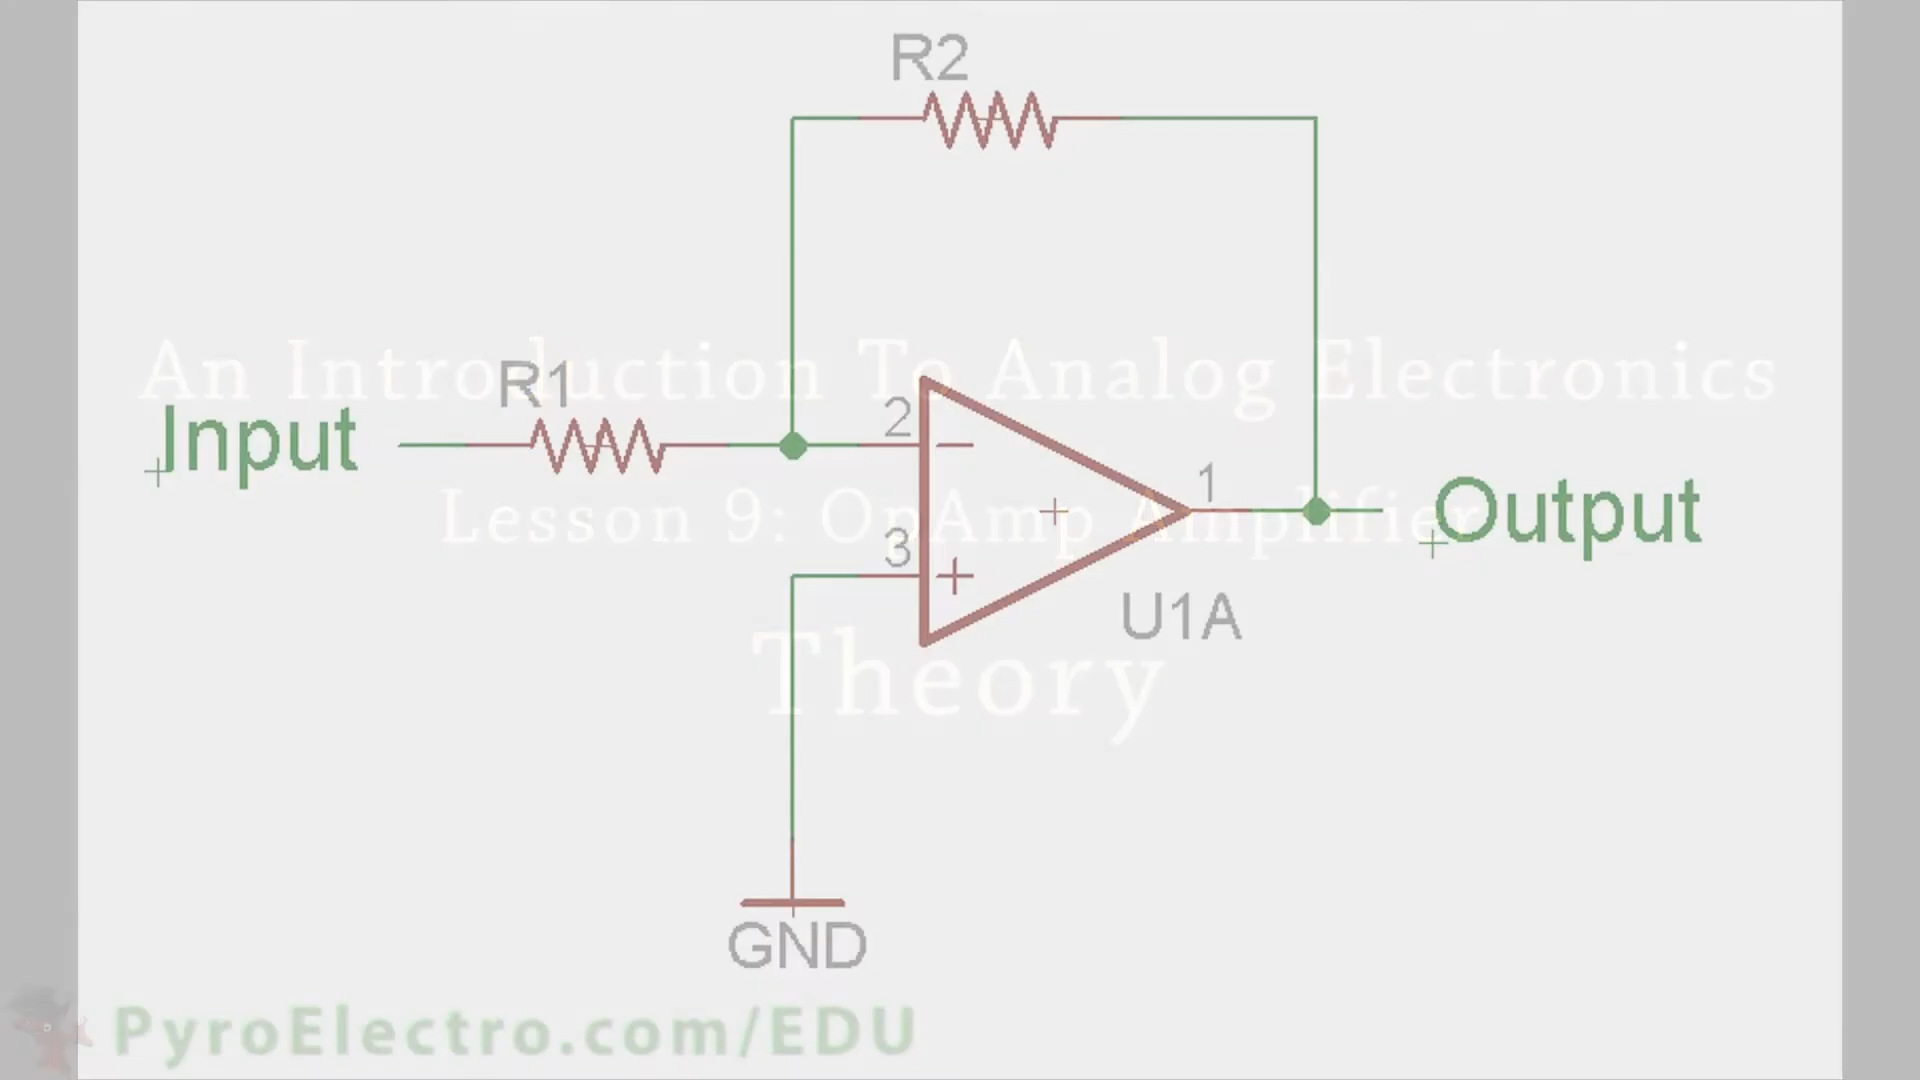 R2
An Introduction To Analog Electronics
R1
Input
2
1
Lesson 9: OpAmp Amplifier
Output
3
U1A
Theory
GND
PyroElectro.com/EDU